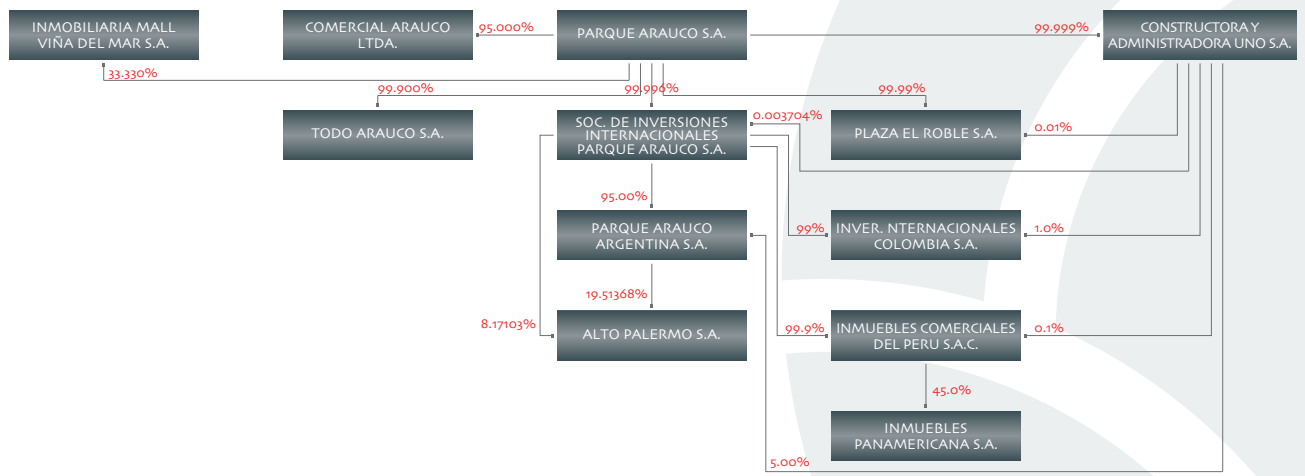 INMOBILIARIA MALL
VIÑA DEL MAR S.A.
COMERCIAL ARAUCO
LTDA.
95.000%
PARQUE ARAUCO S.A.
99.999%
CONSTRUCTORA Y
ADMINISTRADORA UNO S.A.
33.330%
99.900%
99.996%
99.99%
TODO ARAUCO S.A.
SOC. DE INVERSIONES
INTERNACIONALES
PARQUE ARAUCO S.A.
0.003704%
PLAZA EL ROBLE S.A.
0.01%
95.00%
PARQUE ARAUCO
ARGENTINA S.A.
99%
INVER. NTERNACIONALES
COLOMBIA S.A.
1.0%
19.51368%
8.17103%
ALTO PALERMO S.A.
99.9%
INMUEBLES COMERCIALES
DEL PERU S.A.C.
0.1%
45.0%
INMUEBLES
PANAMERICANA S.A.
5.00%